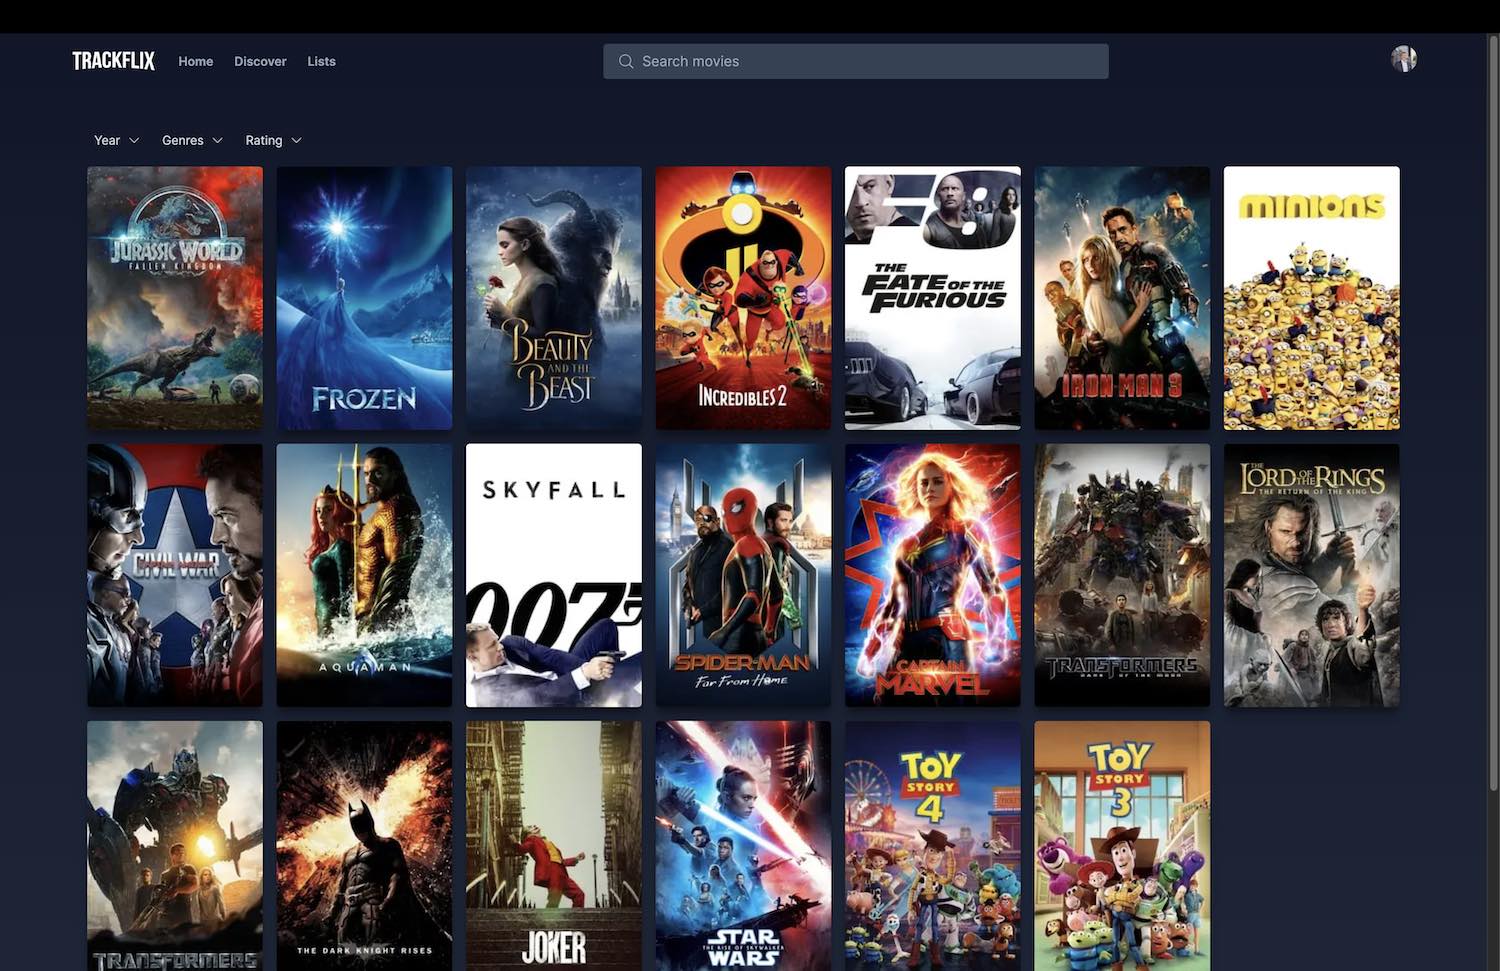 TRACKFLIX Home Discover Lists
Search movies
Year Genres Rating
JURASSIC WORLD
FALLEN KINGDOM
FROZEN
BEAUTY
AND THE
BEAST
INCREDIBLES 2
F8
THE
FATE OF THE
FURIOUS
IRON MAN 3
MINIONS
CIVIL WAR
AQUAMAN
SKYFALL
007
SPIDER-MAN
Far From Home
CAPTAIN
MARVEL
TRANSFORMERS
DARK OF THE MOON
THE
LORD OF THE RINGS
THE RETURN OF THE KING
TRANSFORMERS
THE DARK KNIGHT RISES
JOKER
STAR
THE RISE OF SKYWALKER
WARS
TOY
STORY
4
TOY
STORY
3